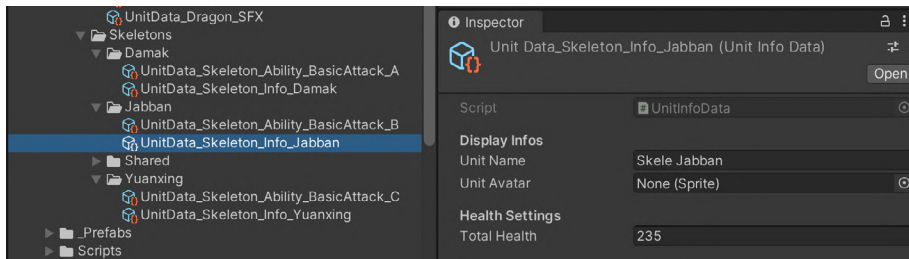 UnitData_Dragon_SFX
Skeletons
Damak
UnitData_Skeleton_Ability_BasicAttack_A
UnitData_Skeleton_Info_Damak
Jabban
UnitData_Skeleton_Ability_BasicAttack_B
UnitData_Skeleton_Info_Jabban
Shared
Yuanxing
UnitData_Skeleton_Ability_BasicAttack_C
UnitData_Skeleton_Info_Yuanxing
_Prefabs
Scripts
Inspector
Unit Data_Skeleton_Info_Jabban (Unit Info Data)
Open
Script UnitInfoData
Display Infos
Unit Name Skele Jabban
Unit Avatar None (Sprite)
Health Settings
Total Health 235